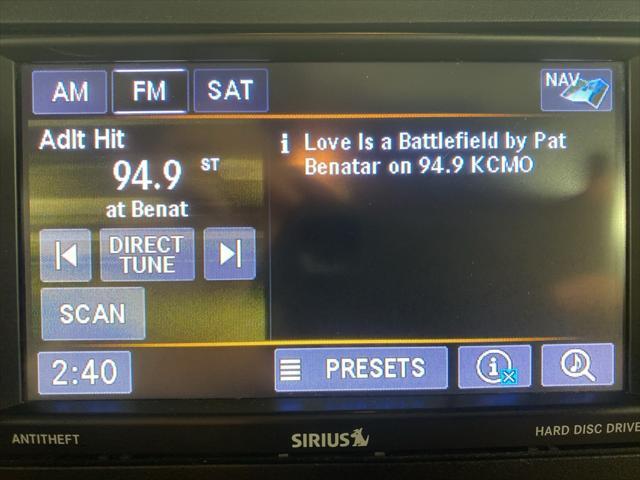 AM FM SAT NAV
Adlt Hit
94.9 ST
at Benat
i Love Is a Battlefield by Pat
Benatar on 94.9 KCMO
DIRECT
TUNE
SCAN
2:40 PRESETS i
ANTITHEFT SIRIUS HARD DISC DRIVE